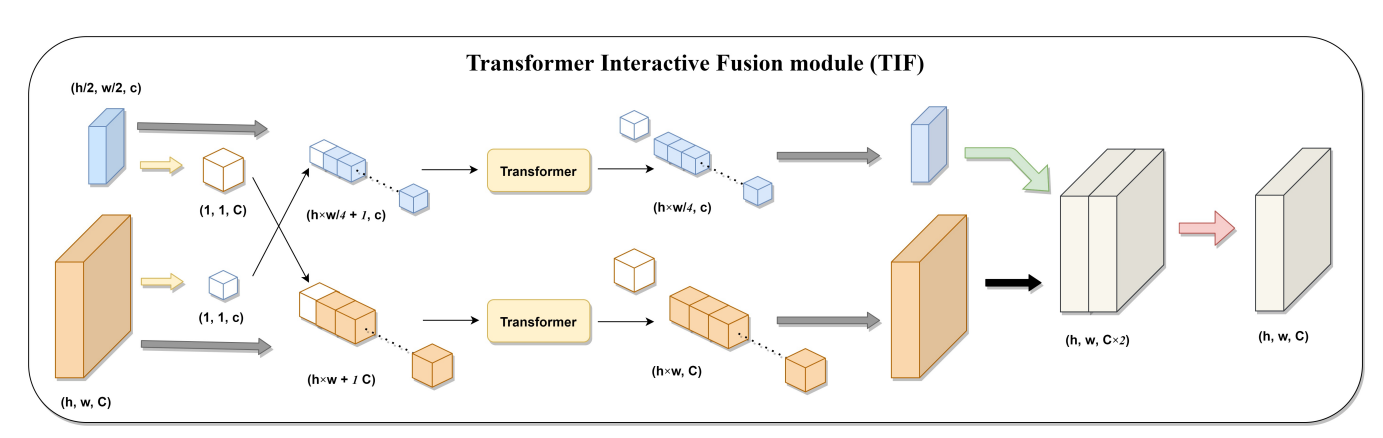 Transformer Interactive Fusion module (TIF)
(h/2, w/2, c)
(1, 1, C)
(h×w/4 + 1, c)
Transformer
(h×w/4, c)
(1, 1, c)
(h, w, C)
(h×w + 1 C)
Transformer
(h×w, C)
(h, w, C×2)
(h, w, C)